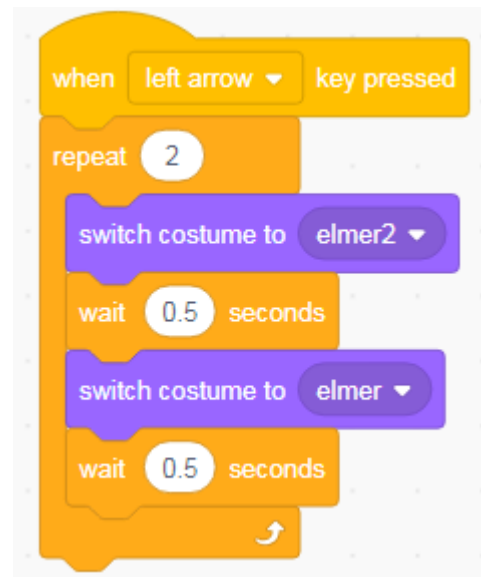 when left arrow key pressed
repeat 2
switch costume to elmer2
wait 0.5 seconds
switch costume to elmer
wait 0.5 seconds